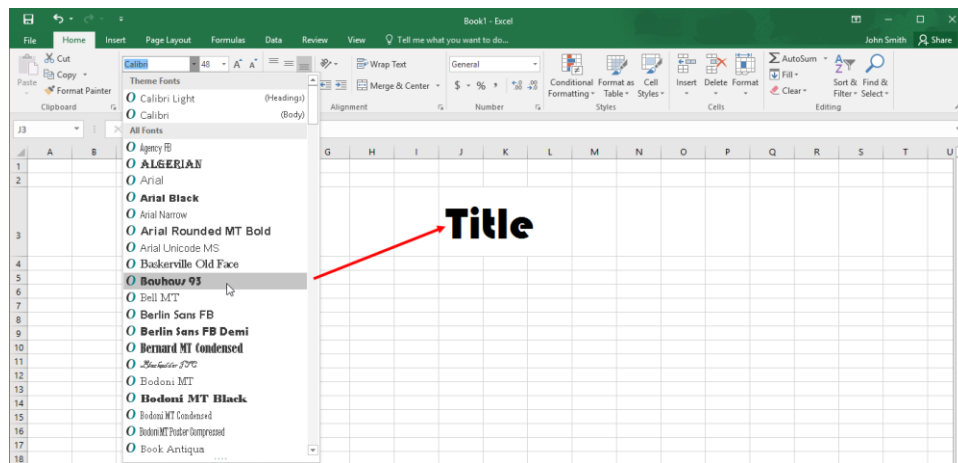 Book1 - Excel
File Home Insert Page Layout Formulas Data Review View Tell me what you want to do... John Smith Share
Paste
Cut
Copy
Format Painter
Clipboard
Calibri 48 A A
Wrap Text
Merge & Center
Alignment
General
$ - % , .0 .00 .00 .0
Number
Conditional Formatting
Format as Table
Cell Styles
Styles
Insert Delete Format
Cells
AutoSum
Fill
Clear
Sort & Filter
Find & Select
Editing
J3
Theme Fonts
O Calibri Light (Headings)
O Calibri (Body)
All Fonts
O Agency FB
O ALGERIAN
O Arial
O Arial Black
O Arial Narrow
O Arial Rounded MT Bold
O Arial Unicode MS
O Baskerville Old Face
O Bauhaus 93
O Bell MT
O Berlin Sans FB
O Berlin Sans FB Demi
O Bernard MT Condensed
O Blackadder ITC
O Bodoni MT
O Bodoni MT Black
O Bodoni MT Condensed
O Bodoni MT Poster Compressed
O Book Antiqua
A B G H I J K L M N O P Q R S T U
1
2
3 Title
4
5
6
7
8
9
10
11
12
13
14
15
16
17
18